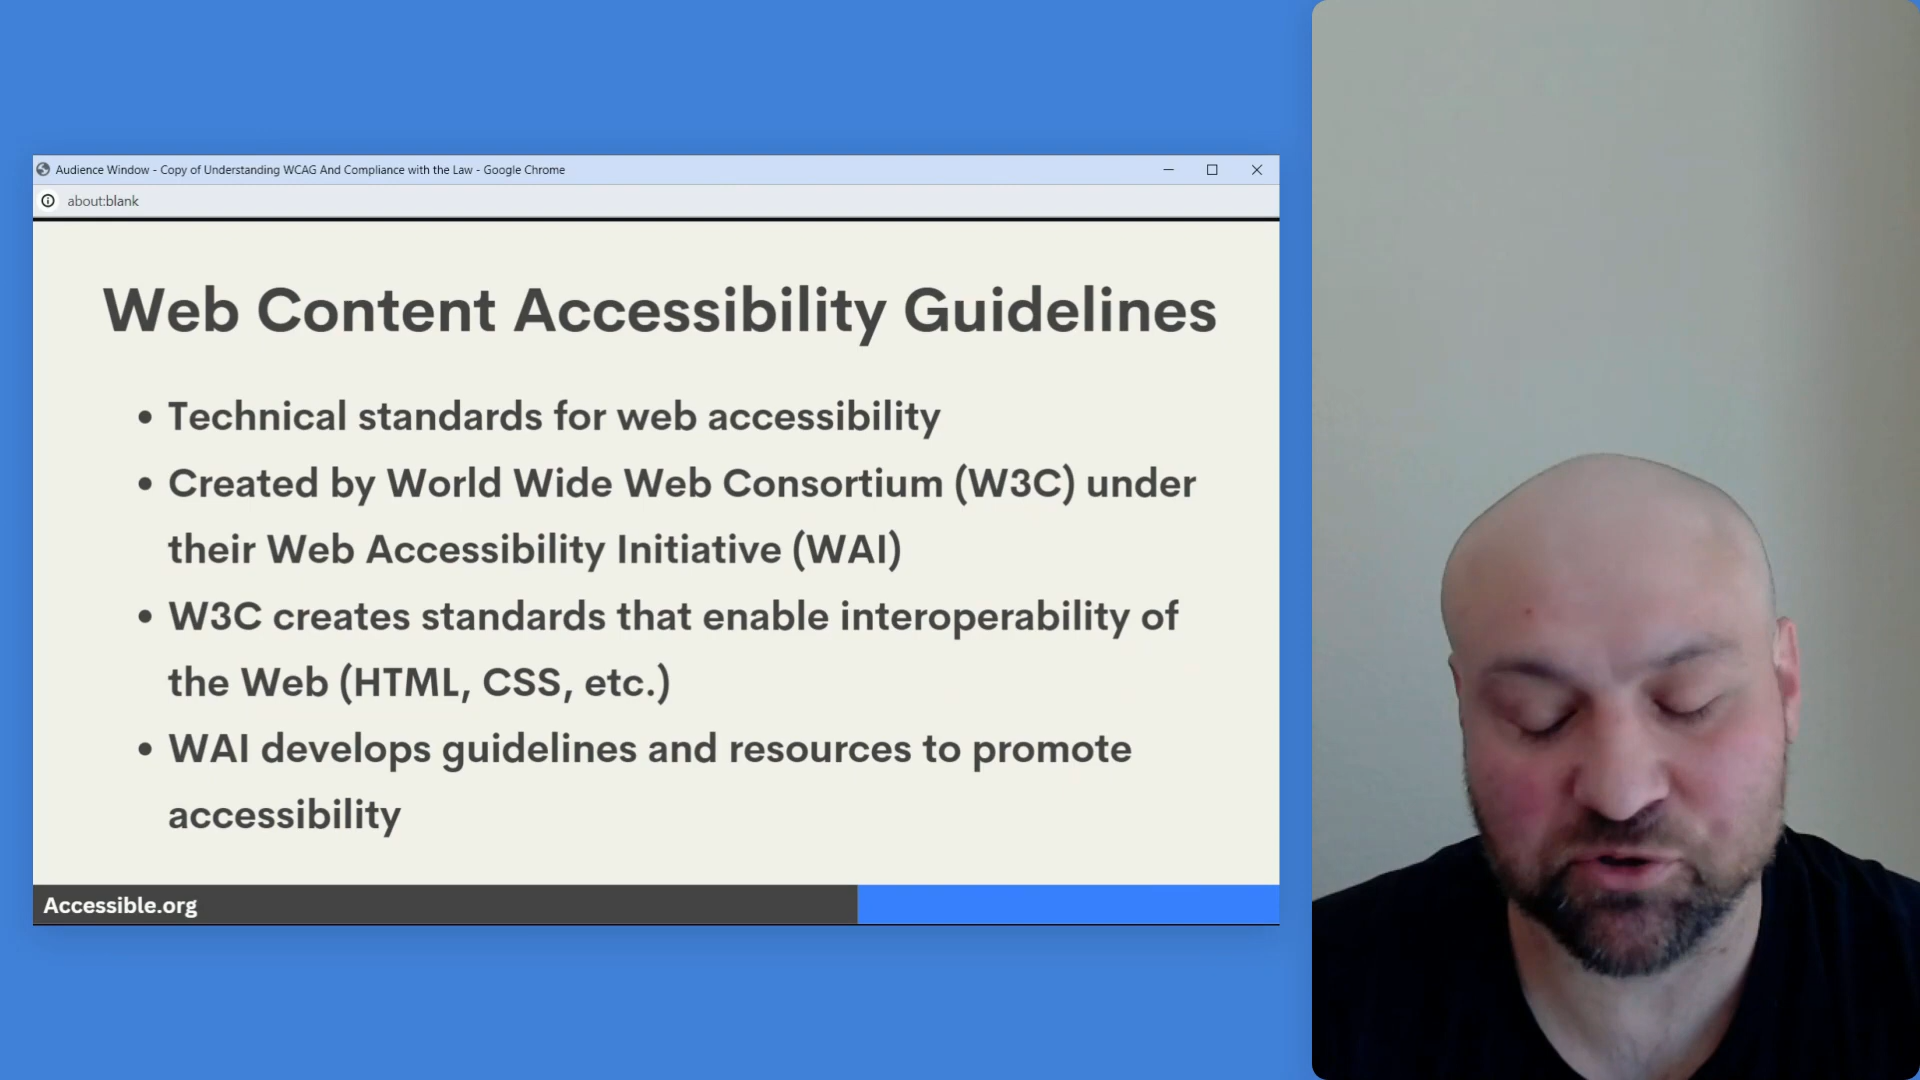 Audience Window - Copy of Understanding WCAG And Compliance with the Law - Google Chrome
about:blank
Web Content Accessibility Guidelines
• Technical standards for web accessibility
• Created by World Wide Web Consortium (W3C) under
their Web Accessibility Initiative (WAI)
• W3C creates standards that enable interoperability of
the Web (HTML, CSS, etc.)
• WAI develops guidelines and resources to promote
accessibility
Accessible.org